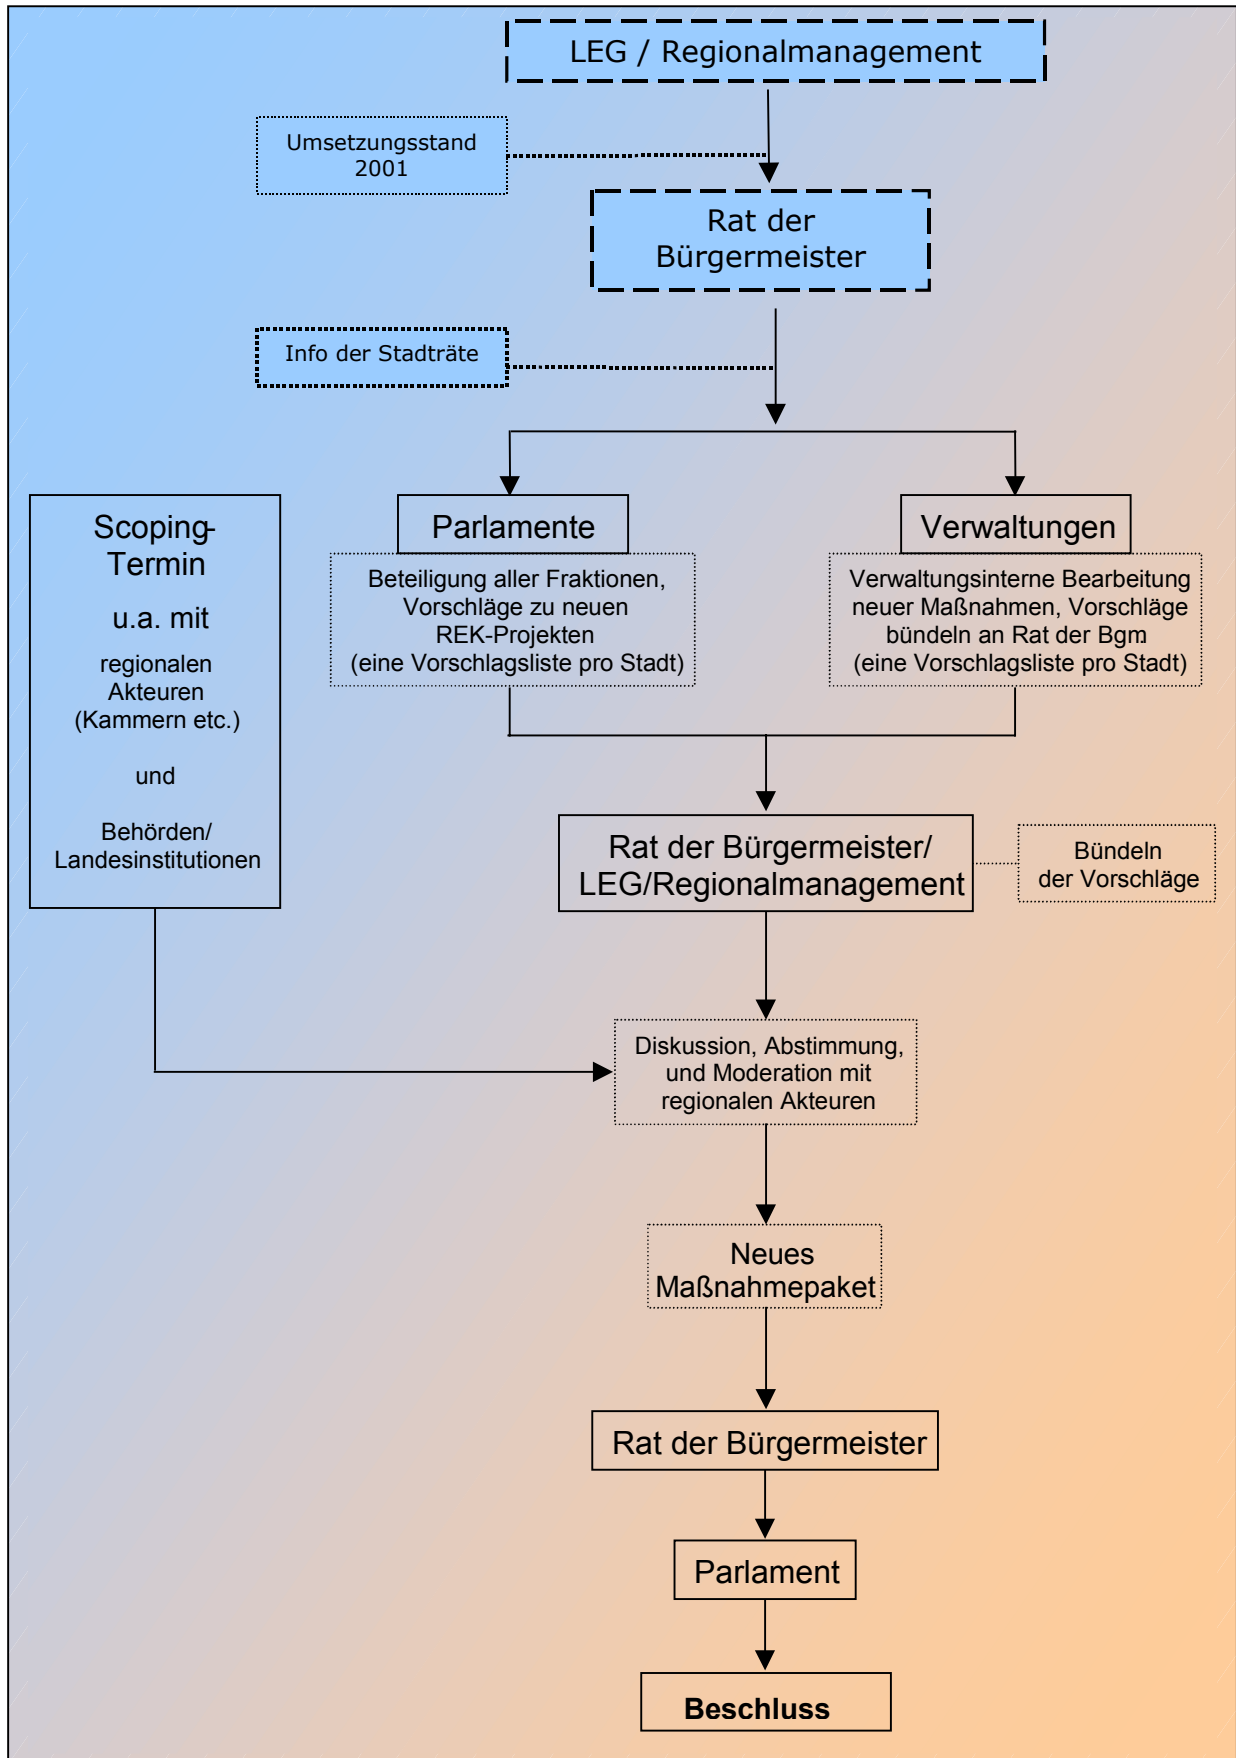 LEG / Regionalmanagement
Umsetzungsstand
2001
Rat der
Bürgermeister
Info der Stadträte
Scoping-
Termin
u.a. mit
regionalen
Akteuren
(Kammern etc.)
und
Behörden/
Landesinstitutionen
Parlamente
Beteiligung aller Fraktionen,
Vorschläge zu neuen
REK-Projekten
(eine Vorschlagsliste pro Stadt)
Verwaltungen
Verwaltungsinterne Bearbeitung
neuer Maßnahmen, Vorschläge
bündeln an Rat der Bgm.
(eine Vorschlagsliste pro Stadt)
Rat der Bürgermeister/
LEG/Regionalmanagement
Bündeln
der Vorschläge
Diskussion, Abstimmung,
und Moderation mit
regionalen Akteuren
Neues
Maßnahmepaket
Rat der Bürgermeister
Parlament
Beschluss